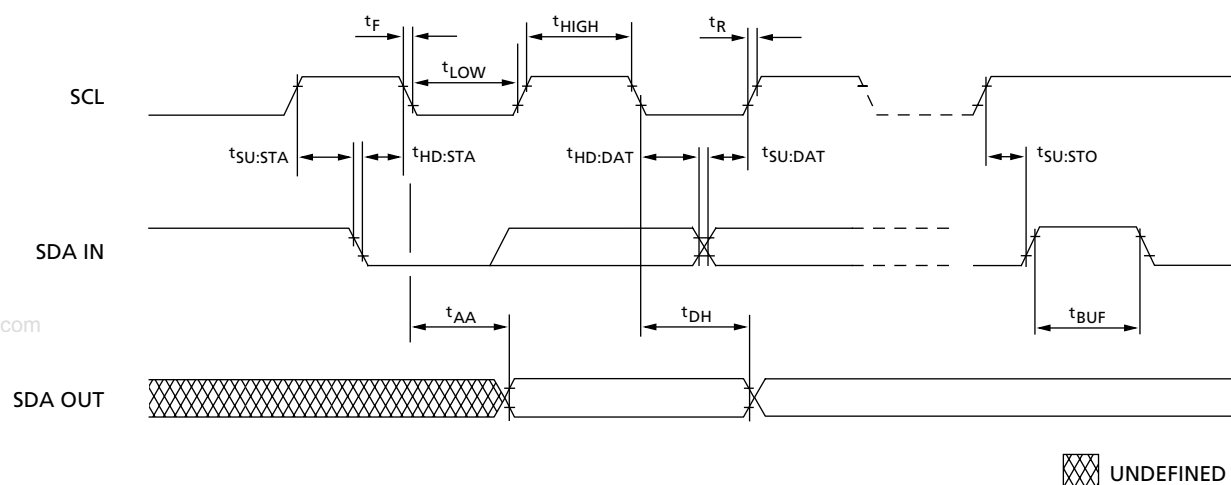 tF
tHIGH
tR
tLOW
SCL
tSU:STA
tHD:STA
tHD:DAT
tSU:DAT
tSU:STO
SDA IN
com
tAA
tDH
tBUF
SDA OUT
UNDEFINED